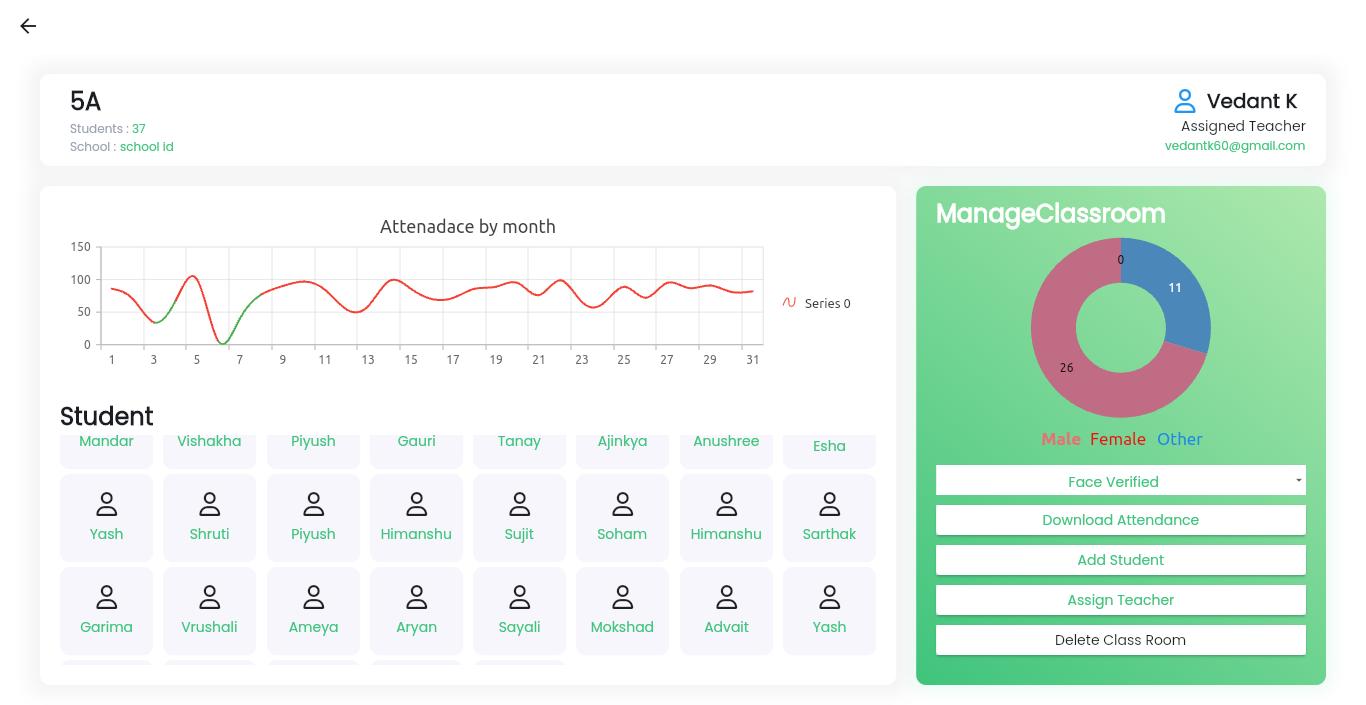 5A
Students : 37
School : school id
Vedant K
Assigned Teacher
vedantk60@gmail.com
Attenadace by month
150
100
50
0
1 3 5 7 9 11 13 15 17 19 21 23 25 27 29 31
Series 0
Student
Mandar Vishakha Piyush Gauri Tanay Ajinkya Anushree Esha
Yash Shruti Piyush Himanshu Sujit Soham Himanshu Sarthak
Garima Vrushali Ameya Aryan Sayali Mokshad Advait Yash
ManageClassroom
0
11
26
Male Female Other
Face Verified
Download Attendance
Add Student
Assign Teacher
Delete Class Room